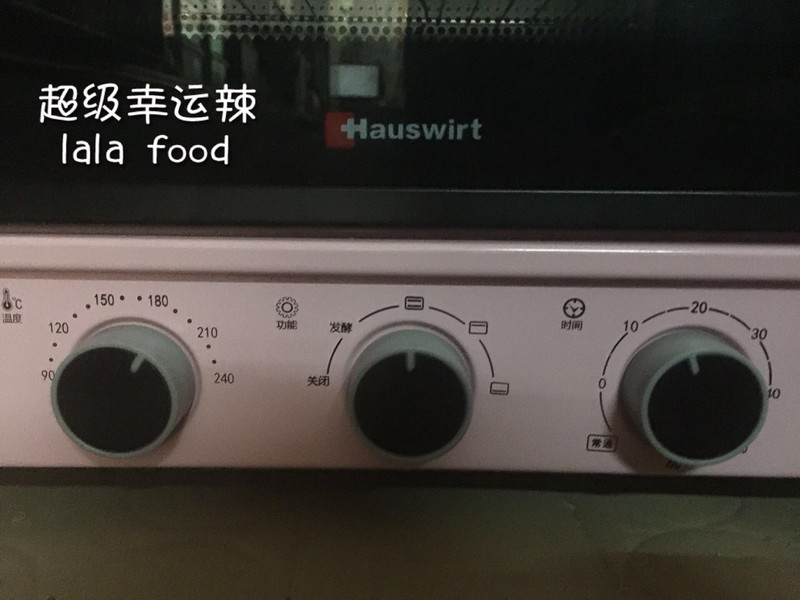 超级幸运辣
lala food
Hauswirt
℃
温度
90
120
150
180
210
240
功能
关闭
发酵
时间
0
10
20
30
40
常通